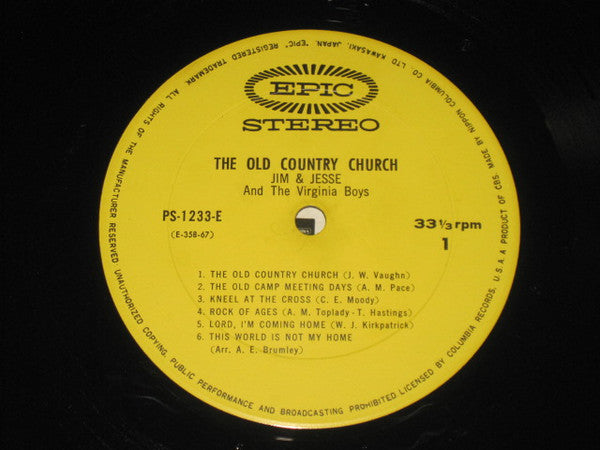 EPIC
STEREO
THE OLD COUNTRY CHURCH
JIM & JESSE
And The Virginia Boys
PS-1233-E
(E-358-67)
33 1/3 rpm
1
1. THE OLD COUNTRY CHURCH (J. W. Vaughn)
2. THE OLD CAMP MEETING DAYS (A. M. Pace)
3. KNEEL AT THE CROSS (C. E. Moody)
4. ROCK OF AGES (A. M. Toplady - T. Hastings)
5. LORD, I'M COMING HOME (W. J. Kirkpatrick)
6. THIS WORLD IS NOT MY HOME
(Arr. A. E. Brumley)
ALL RIGHTS OF THE MANUFACTURER RESERVED UNAUTHORIZED COPYING, PUBLIC PERFORMANCE AND BROADCASTING PROHIBITED LICENSED BY COLUMBIA RECORDS, U.S.A. A PRODUCT OF CBS. MADE BY NIPPON COLUMBIA CO. LTD KAWASAKI, JAPAN. "EPIC" REGISTERED TRADEMARK